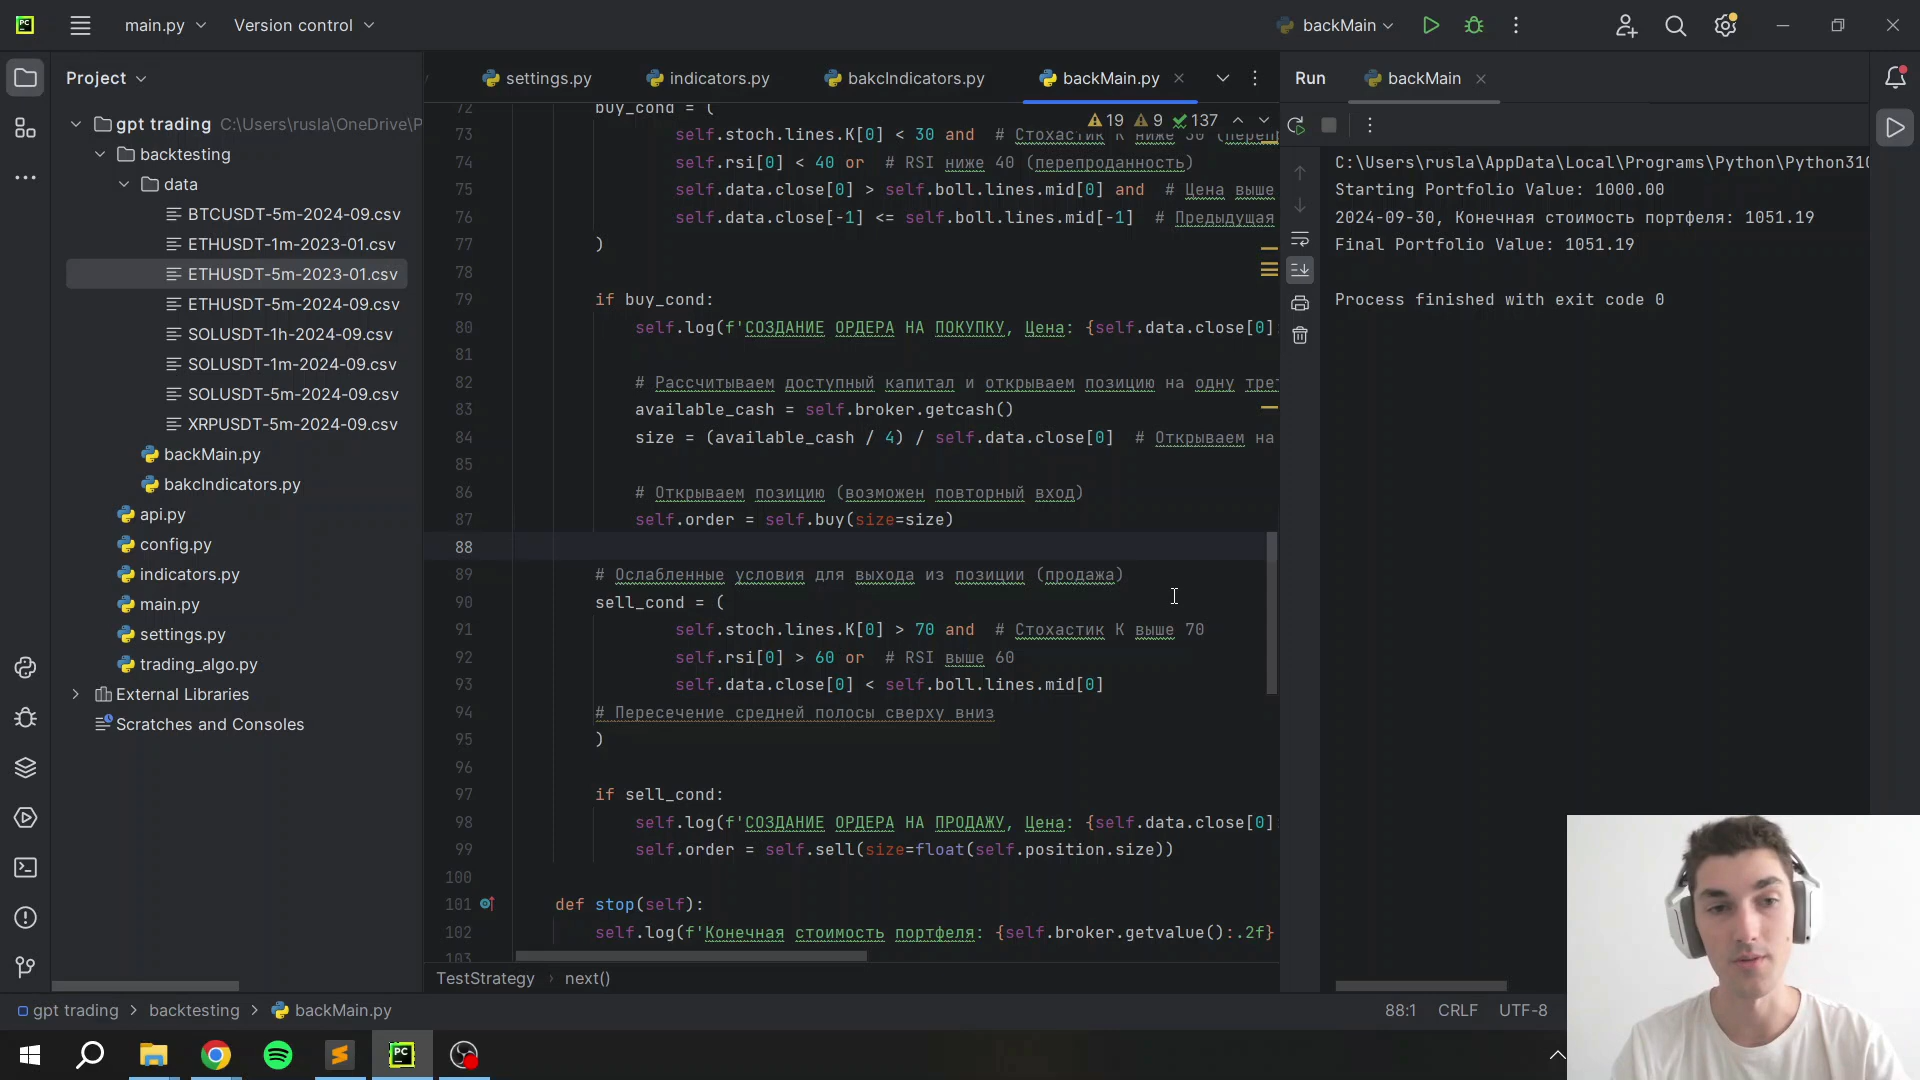 main.py
Version control
backMain
Project
gpt trading C:\Users\rusla\OneDrive\P
backtesting
data
BTCUSDT-5m-2024-09.csv
ETHUSDT-1m-2023-01.csv
ETHUSDT-5m-2023-01.csv
ETHUSDT-5m-2024-09.csv
SOLUSDT-1h-2024-09.csv
SOLUSDT-1m-2024-09.csv
SOLUSDT-5m-2024-09.csv
XRPUSDT-5m-2024-09.csv
backMain.py
bakcIndicators.py
api.py
config.py
indicators.py
main.py
settings.py
trading_algo.py
External Libraries
Scratches and Consoles
settings.py
indicators.py
bakcIndicators.py
backMain.py
19 9 137
72 buy_cond = (
73 self.stoch.lines.K[0] < 30 and # Стохастик K ниже 30
74 self.rsi[0] < 40 or # RSI ниже 40 (перепроданность)
75 self.data.close[0] > self.boll.lines.mid[0] and # Цена выше
76 self.data.close[-1] <= self.boll.lines.mid[-1] # Предыдущая
77 )
78
79 if buy_cond:
80 self.log(f'СОЗДАНИЕ ОРДЕРА НА ПОКУПКУ, Цена: {self.data.close[0]
81
82 # Рассчитываем доступный капитал и открываем позицию на одну трет
83 available_cash = self.broker.getcash()
84 size = (available_cash / 4) / self.data.close[0] # Открываем на
85
86 # Открываем позицию (возможен повторный вход)
87 self.order = self.buy(size=size)
88
89 # Ослабленные условия для выхода из позиции (продажа)
90 sell_cond = (
91 self.stoch.lines.K[0] > 70 and # Стохастик K выше 70
92 self.rsi[0] > 60 or # RSI выше 60
93 self.data.close[0] < self.boll.lines.mid[0]
94 # Пересечение средней полосы сверху вниз
95 )
96
97 if sell_cond:
98 self.log(f'СОЗДАНИЕ ОРДЕРА НА ПРОДАЖУ, Цена: {self.data.close[0]
99 self.order = self.sell(size=float(self.position.size))
100
101 def stop(self):
102 self.log(f'Конечная стоимость портфеля: {self.broker.getvalue():.2f}
103
TestStrategy > next()
Run
backMain
C:\Users\rusla\AppData\Local\Programs\Python\Python310
Starting Portfolio Value: 1000.00
2024-09-30, Конечная стоимость портфеля: 1051.19
Final Portfolio Value: 1051.19
Process finished with exit code 0
gpt trading > backtesting > backMain.py
88:1 CRLF UTF-8